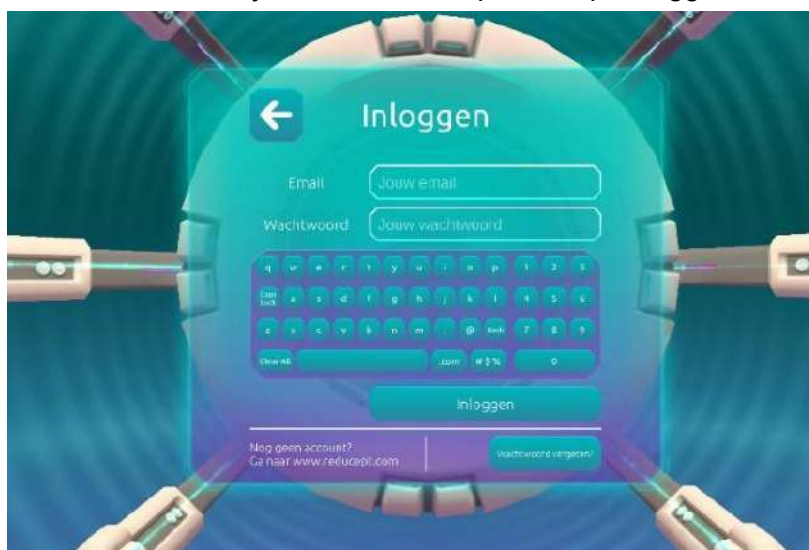 Inloggen
Email
Jouw email
Wachtwoord
Jouw wachtwoord
q w e r t y u i o p 1 2 3
Caps Lock a s d f g h j k l 4 5 6
z x c v b n m . @ Back 7 8 9
Clear All .com #$% 0
Inloggen
Nog geen account?
Ga naar www.reducept.com
Wachtwoord vergeten?